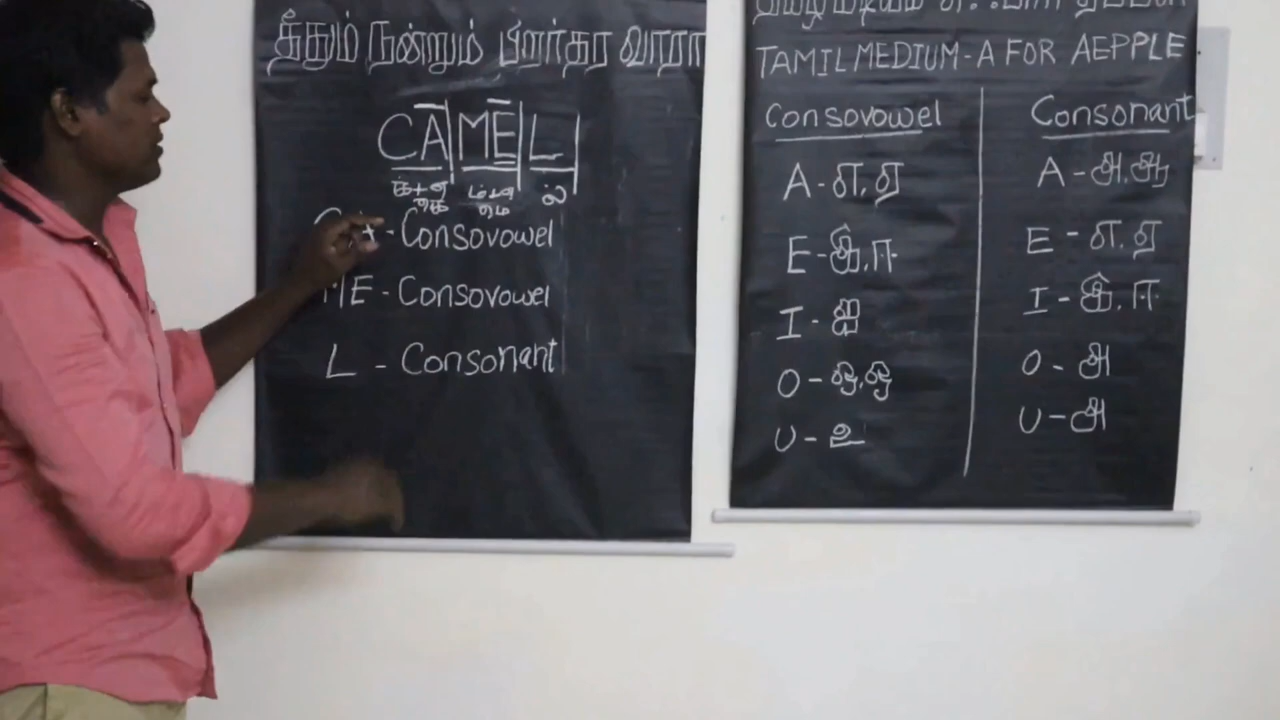 தீதும் நன்றும் பிறர்தர வாரா
CAMEL
க்+ஏ ம்+எ ல்
கே மெ
- Consovowel
ME - Consovowel
L - Consonant
TAMIL MEDIUM - A FOR AEPPLE
Consovowel Consonant
A - எ, ஏ A - அ, ஆ
E - இ, ஈ E - எ, ஏ
I - ஐ I - இ, ஈ
O - ஒ, ஓ O - அ
U - உ U - அ